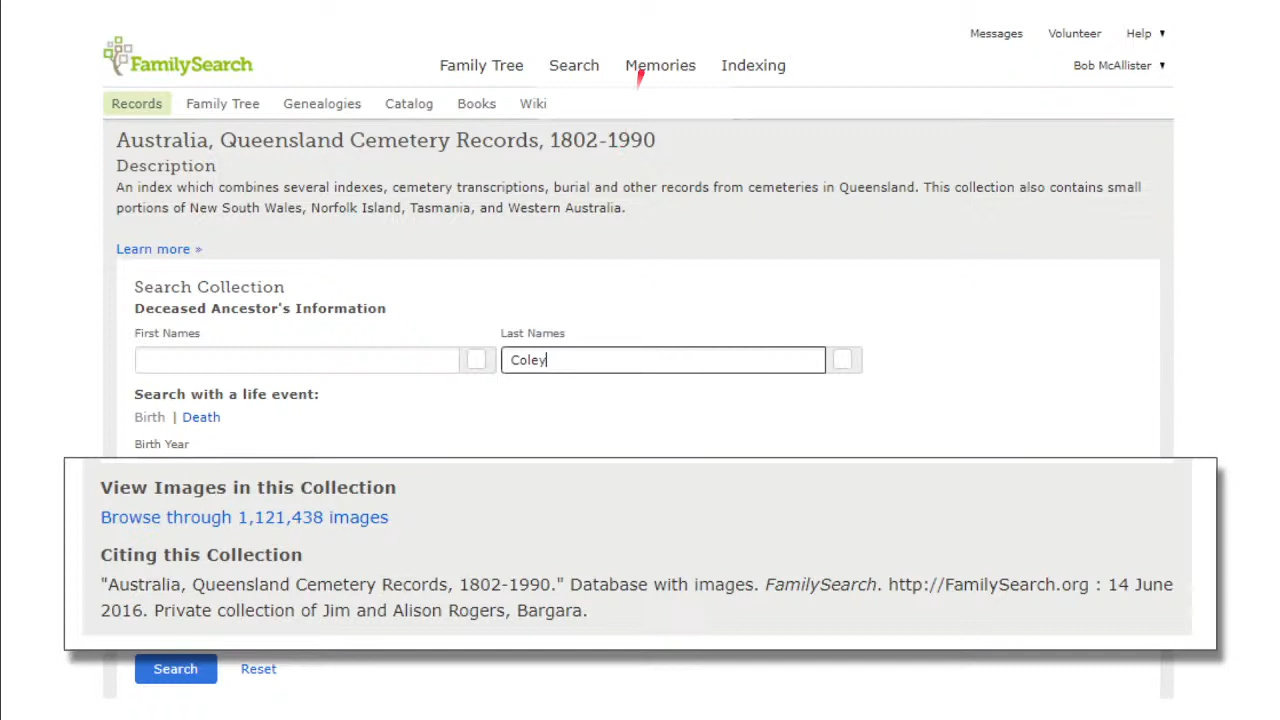 Messages Volunteer Help
FamilySearch
Family Tree Search Memories Indexing
Bob McAllister
Records Family Tree Genealogies Catalog Books Wiki
Australia, Queensland Cemetery Records, 1802-1990
Description
An index which combines several indexes, cemetery transcriptions, burial and other records from cemeteries in Queensland. This collection also contains small
portions of New South Wales, Norfolk Island, Tasmania, and Western Australia.
Learn more »
Search Collection
Deceased Ancestor's Information
First Names Last Names
Coley
Search with a life event:
Birth | Death
Birth Year
View Images in this Collection
Browse through 1,121,438 images
Citing this Collection
"Australia, Queensland Cemetery Records, 1802-1990." Database with images. FamilySearch. http://FamilySearch.org : 14 June
2016. Private collection of Jim and Alison Rogers, Bargara.
Search Reset